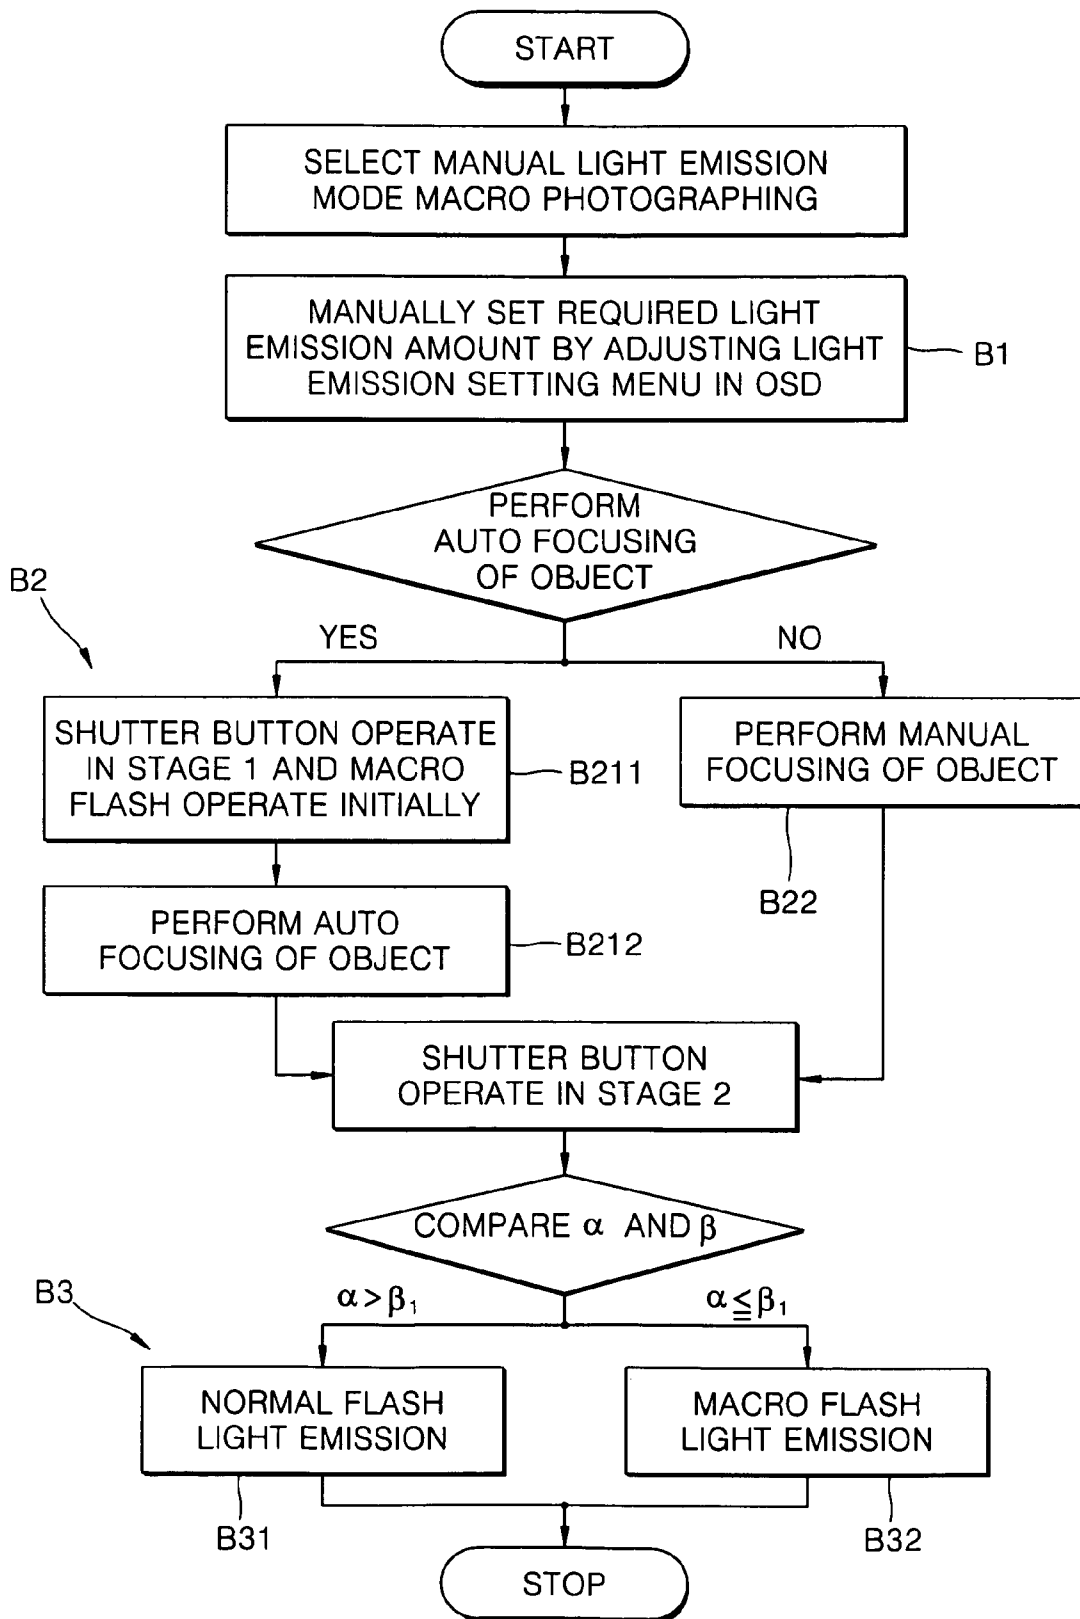 START
SELECT MANUAL LIGHT EMISSION
MODE MACRO PHOTOGRAPHING
MANUALLY SET REQUIRED LIGHT
EMISSION AMOUNT BY ADJUSTING LIGHT
EMISSION SETTING MENU IN OSD
B1
PERFORM
AUTO FOCUSING
OF OBJECT
B2
YES
NO
SHUTTER BUTTON OPERATE
IN STAGE 1 AND MACRO
FLASH OPERATE INITIALLY
B211
PERFORM MANUAL
FOCUSING OF OBJECT
B22
PERFORM AUTO
FOCUSING OF OBJECT
B212
SHUTTER BUTTON
OPERATE IN STAGE 2
COMPARE α AND β
B3
α > β₁
α ≦ β₁
NORMAL FLASH
LIGHT EMISSION
B31
MACRO FLASH
LIGHT EMISSION
B32
STOP